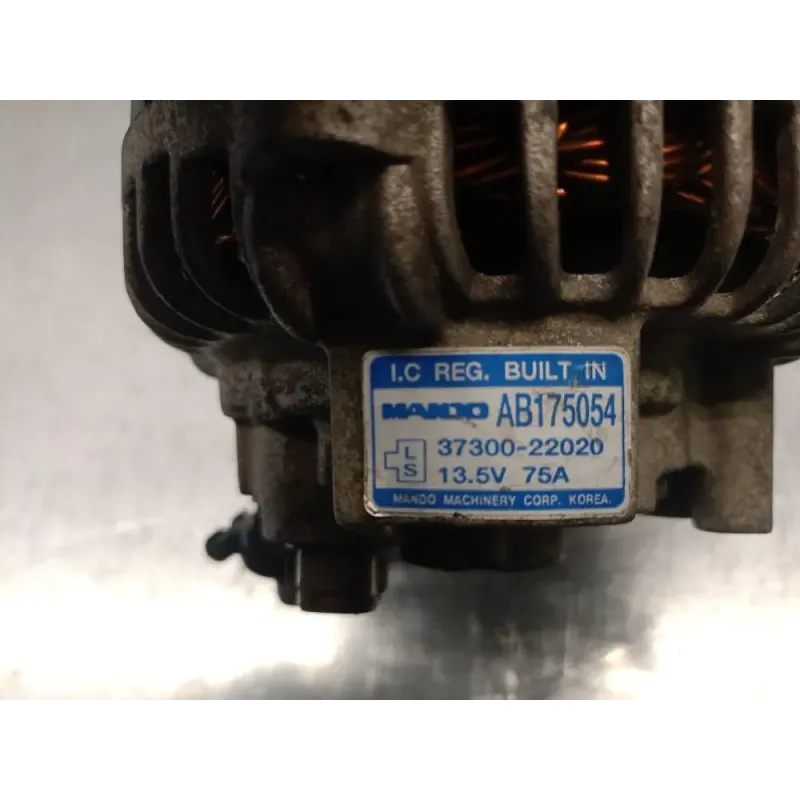 I.C REG. BUILT IN
MANDO AB175054
L 37300-22020
S 13.5V 75A
MANDO MACHINERY CORP. KOREA.